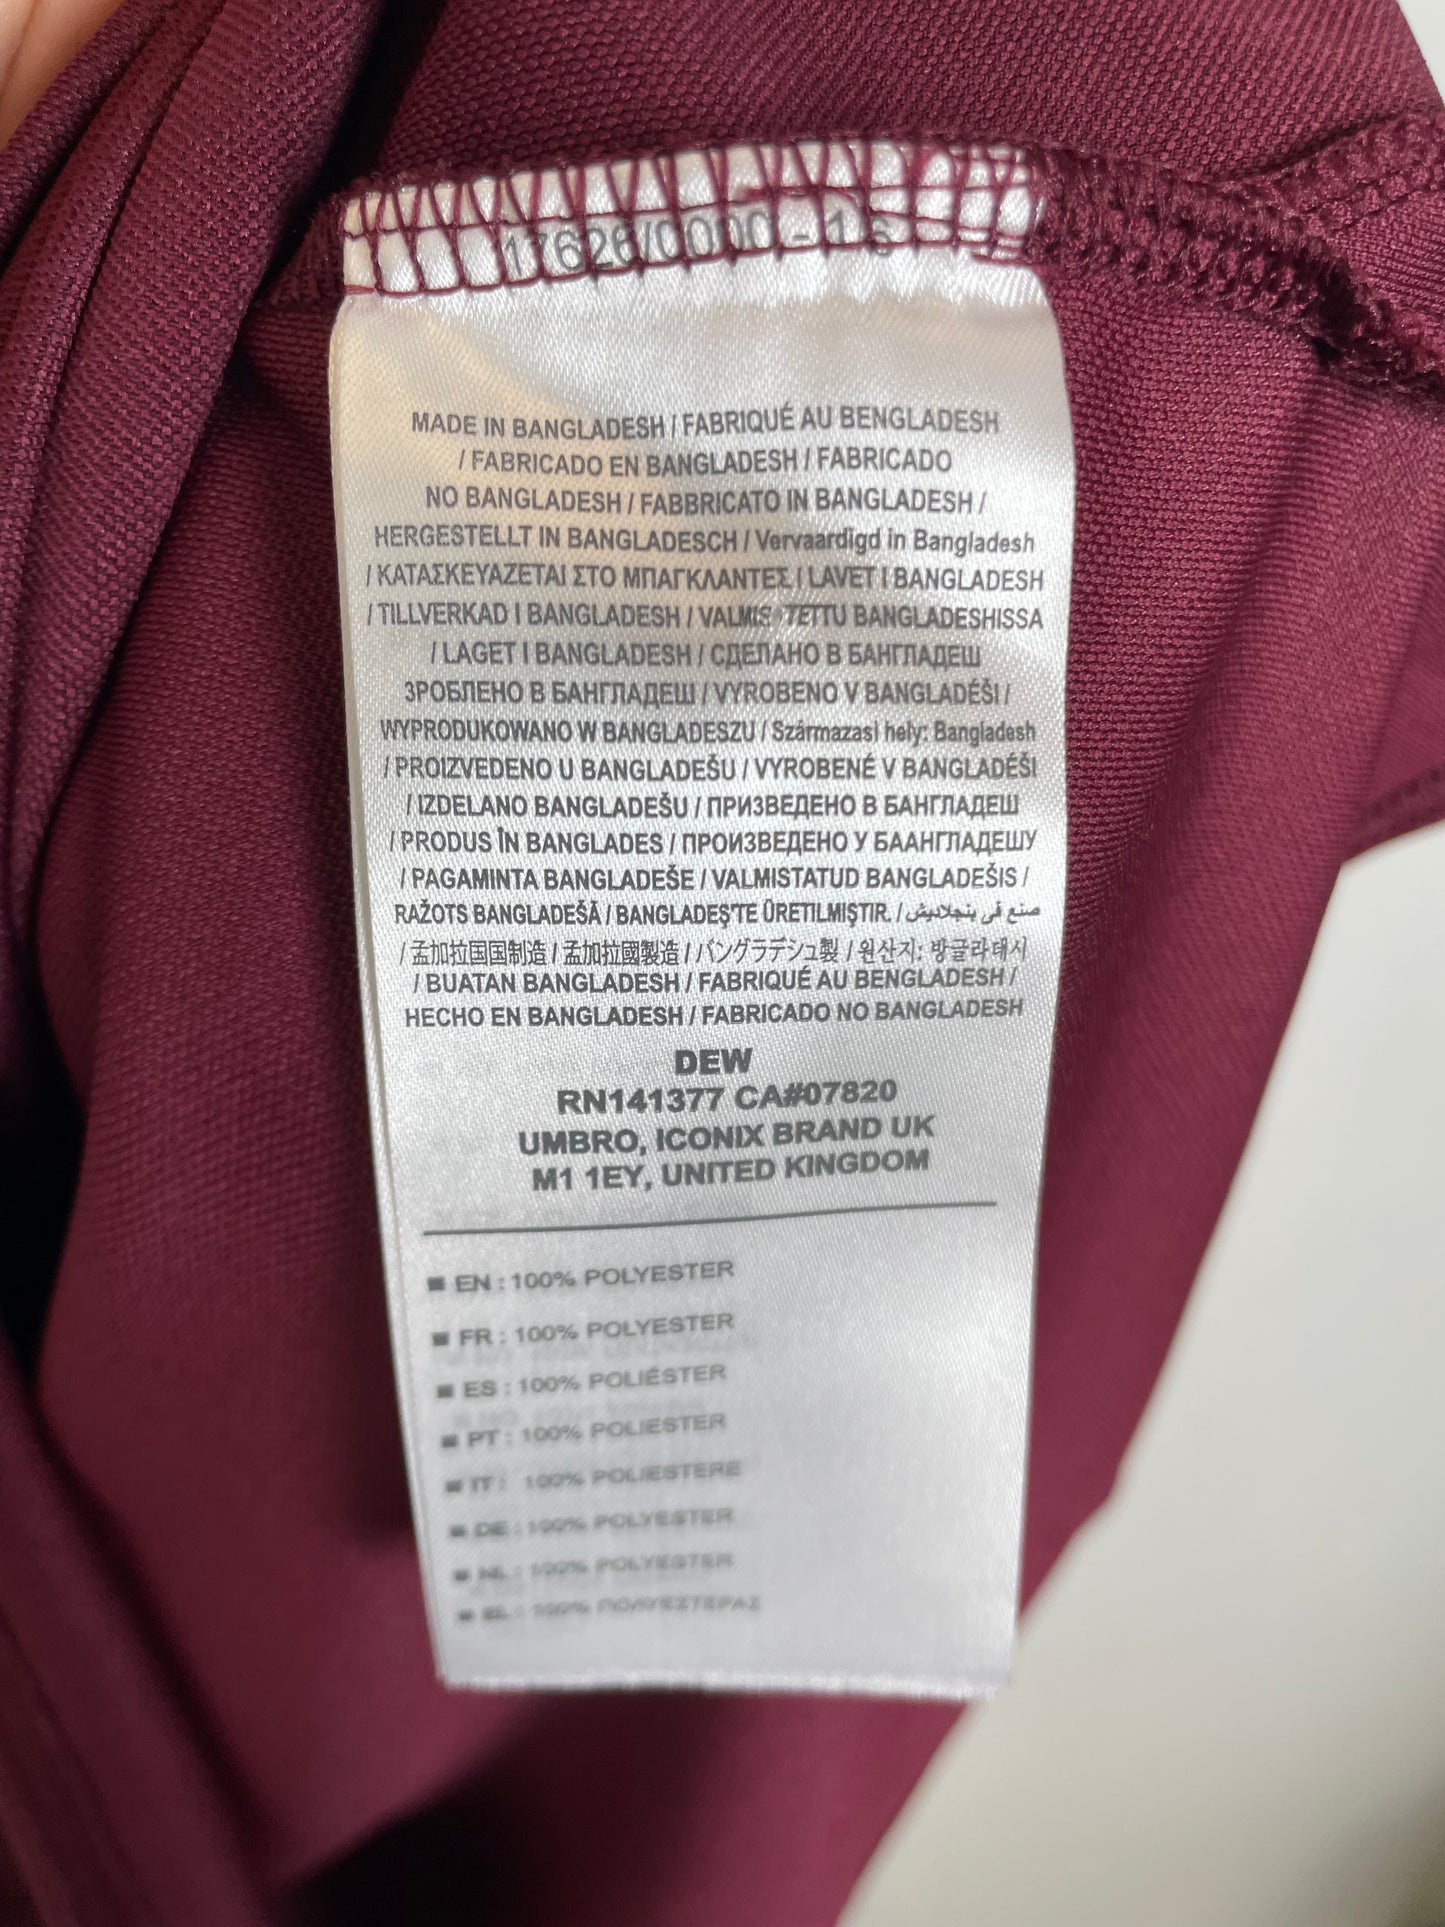 17626/0000 - 1/s
MADE IN BANGLADESH / FABRIQUÉ AU BENGLADESH
/ FABRICADO EN BANGLADESH / FABRICADO
NO BANGLADESH / FABBRICATO IN BANGLADESH /
HERGESTELLT IN BANGLADESCH / Vervaardigd in Bangladesh
/ ΚΑΤΑΣΚΕΥΑΖΕΤΑΙ ΣΤΟ ΜΠΑΓΚΛΑΝΤΕΣ / LAVET I BANGLADESH
/ TILLVERKAD I BANGLADESH / VALMISTETTU BANGLADESHISSA
/ LAGET I BANGLADESH / СДЕЛАНО В БАНГЛАДЕШ
ЗРОБЛЕНО В БАНГЛАДЕШ / VYROBENO V BANGLADÉŠI /
WYPRODUKOWANO W BANGLADESZU / Származasi hely: Bangladesh
/ PROIZVEDENO U BANGLADEŠU / VYROBENÉ V BANGLADÉŠI
/ IZDELANO BANGLADEŠU / ПРИЗВЕДЕНО В БАНГЛАДЕШ
/ PRODUS ÎN BANGLADES / ПРОИЗВЕДЕНО У БААНГЛАДЕШУ
/ PAGAMINTA BANGLADEŠE / VALMISTATUD BANGLADEŠIS /
RAŽOTS BANGLADEŠĀ / BANGLADEŞ'TE ÜRETILMIŞTIR. / صنع في بنجلاديش
/ 孟加拉国国制造 / 孟加拉國製造 / / バングラデシュ製 / 원산지: 방글라데시
/ BUATAN BANGLADESH / FABRIQUÉ AU BENGLADESH /
HECHO EN BANGLADESH / FABRICADO NO BANGLADESH
DEW
RN141377 CA#07820
UMBRO, ICONIX BRAND UK
M1 1EY, UNITED KINGDOM
■ EN : 100% POLYESTER
■ FR : 100% POLYESTER
■ ES : 100% POLIÉSTER
■ PT : 100% POLIESTER
■ IT : 100% POLIESTERE
■ DE : 100% POLYESTER
■ NL : 100% POLYESTER
■ EL : 100% ΠΟΛΥΕΣΤΕΡΑΣ